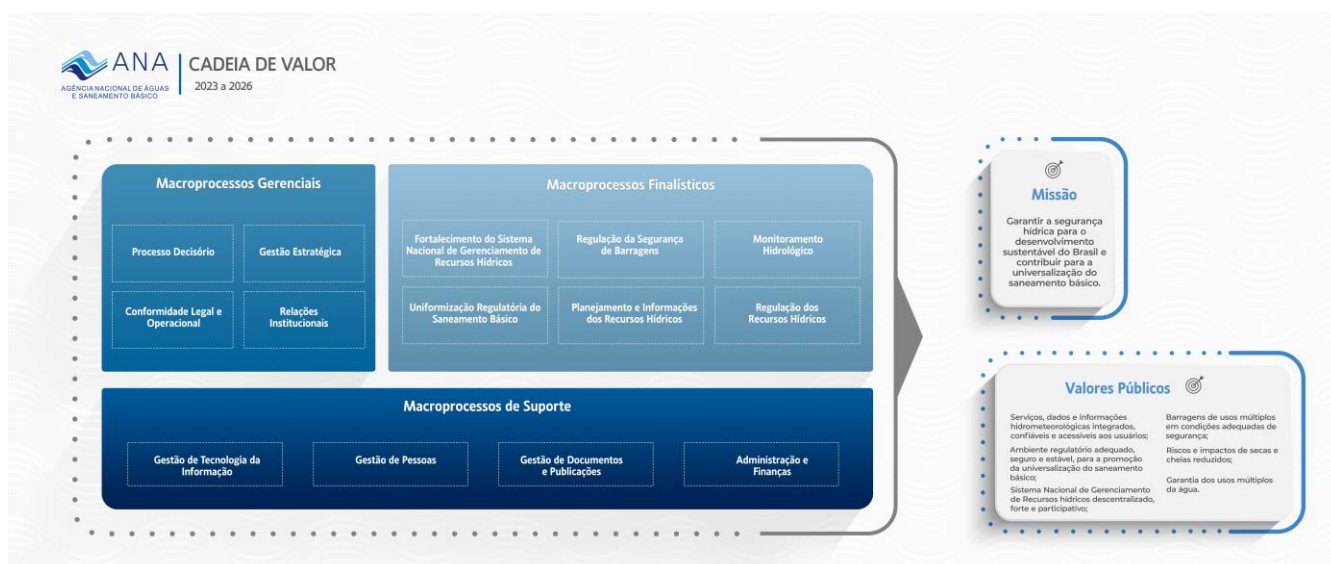 ANA
AGÊNCIA NACIONAL DE ÁGUAS
E SANEAMENTO BÁSICO
CADEIA DE VALOR
2023 a 2026
Macroprocessos Gerenciais
Processo Decisório
Gestão Estratégica
Conformidade Legal e
Operacional
Relações
Institucionais
Macroprocessos Finalísticos
Fortalecimento do Sistema
Nacional de Gerenciamento de
Recursos Hídricos
Regulação da Segurança
de Barragens
Monitoramento
Hidrológico
Uniformização Regulatória do
Saneamento Básico
Planejamento e Informações
dos Recursos Hídricos
Regulação dos
Recursos Hídricos
Macroprocessos de Suporte
Gestão de Tecnologia da
Informação
Gestão de Pessoas
Gestão de Documentos
e Publicações
Administração e
Finanças
Missão
Garantir a segurança
hídrica para o
desenvolvimento
sustentável do Brasil e
contribuir para a
universalização do
saneamento básico.
Valores Públicos
Serviços, dados e informações
hidrometeorológicas integrados,
confiáveis e acessíveis aos usuários;
Ambiente regulatório adequado,
seguro e estável, para a promoção
da universalização do saneamento
básico;
Sistema Nacional de Gerenciamento
de Recursos hídricos descentralizado,
forte e participativo;
Barragens de usos múltiplos
em condições adequadas de
segurança;
Riscos e impactos de secas e
cheias reduzidos;
Garantia dos usos múltiplos
da água.